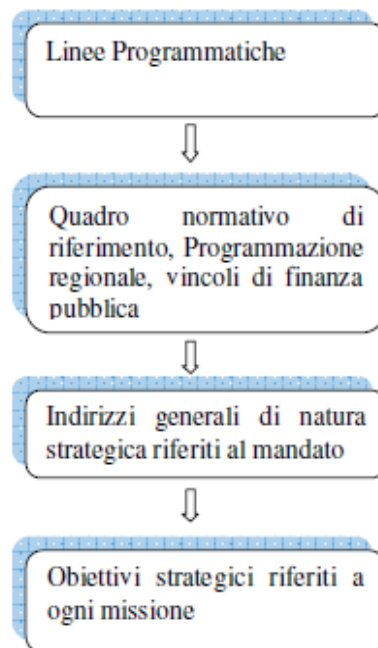 Linee Programmatiche
Quadro normativo di
riferimento, Programmazione
regionale, vincoli di finanza
pubblica
Indirizzi generali di natura
strategica riferiti al mandato
Obiettivi strategici riferiti a
ogni missione